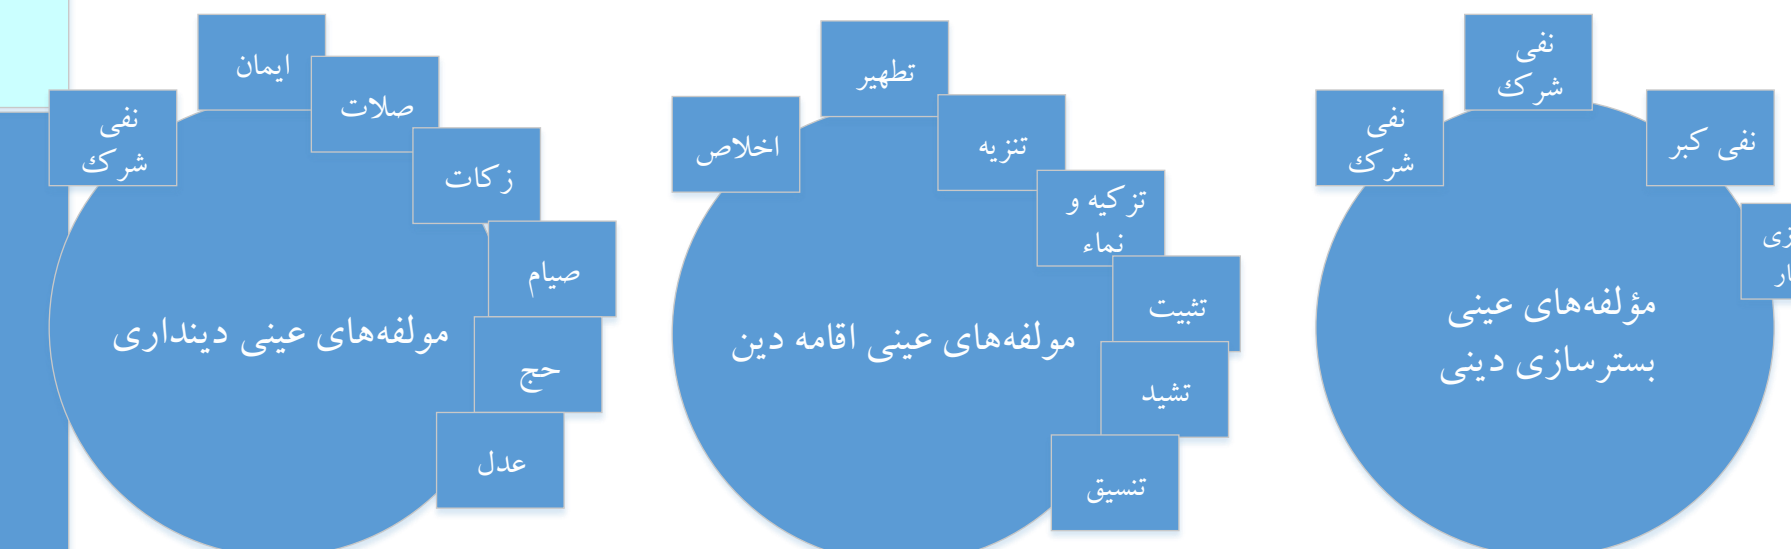 نفی
شرک
نفی
شرک
نفی کبر
مؤلفه‌های عینی
بسترسازی دینی
اخلاص
تطهیر
تنزیه
تزکیه و
نماء
تثبیت
تشید
تنسیق
مولفه‌های عینی اقامه دین
نفی
شرک
ایمان
صلات
زکات
صیام
حج
عدل
مولفه‌های عینی دینداری